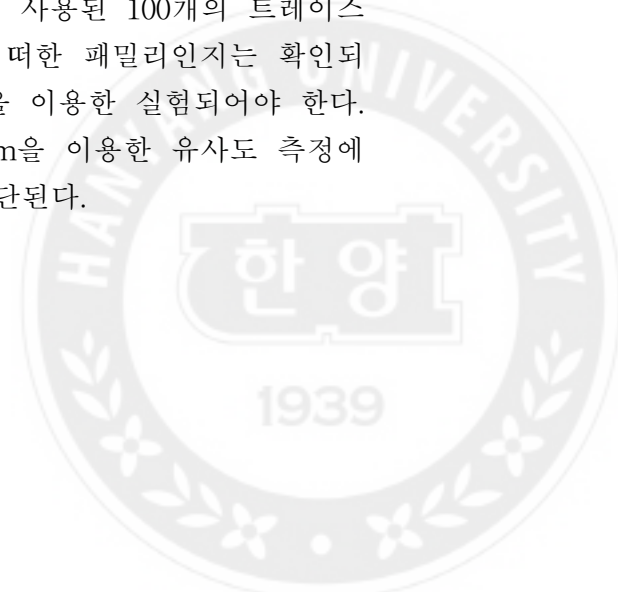 사용된 100개의 트레이스
떠한 패밀리인지는 확인되
을 이용한 실험되어야 한다.
m을 이용한 유사도 측정에
단된다.
HANYANG UNIVERSITY
한양
1939